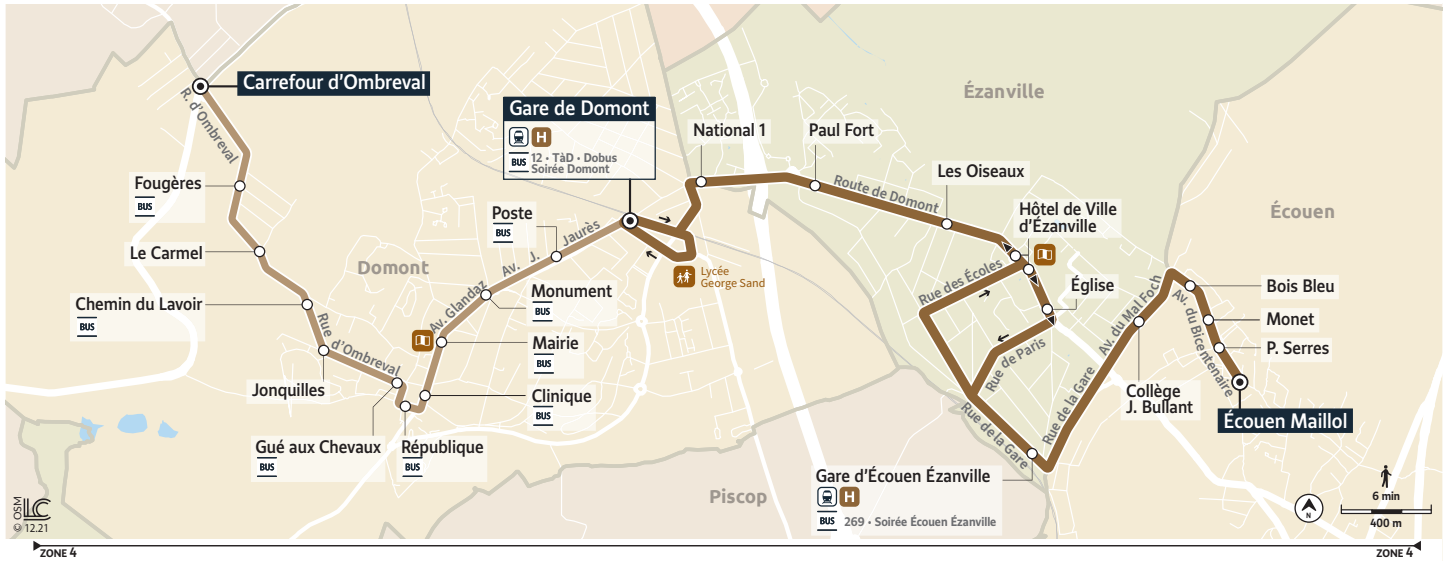 Carrefour d'Ombreval
R. d'Ombreval
Fougères
BUS
Le Carmel
Chemin du Lavoir
BUS
Rue
d'Ombreval
Jonquilles
Gué aux Chevaux
BUS
République
BUS
Domont
Clinique
BUS
Mairie
BUS
Av. Glandaz
Monument
BUS
Poste
BUS
Av. J. Jaurès
Gare de Domont
H
BUS 12 • TàD • Dobus
Soirée Domont
Lycée
George Sand
National 1
Paul Fort
Route de Domont
Les Oiseaux
Ézanville
Hôtel de Ville
d'Ézanville
Rue des Écoles
Église
Rue de Paris
Rue de la Gare
Gare d'Écouen Ézanville
H
BUS 269 • Soirée Écouen Ézanville
Piscop
Rue de la Gare
Av. du Mal Foch
Collège
J. Bullant
Écouen
Bois Bleu
Monet
P. Serres
Av. du Bicentenaire
Écouen Maillol
N
6 min
400 m
© OSM
LC
12.21
ZONE 4
ZONE 4